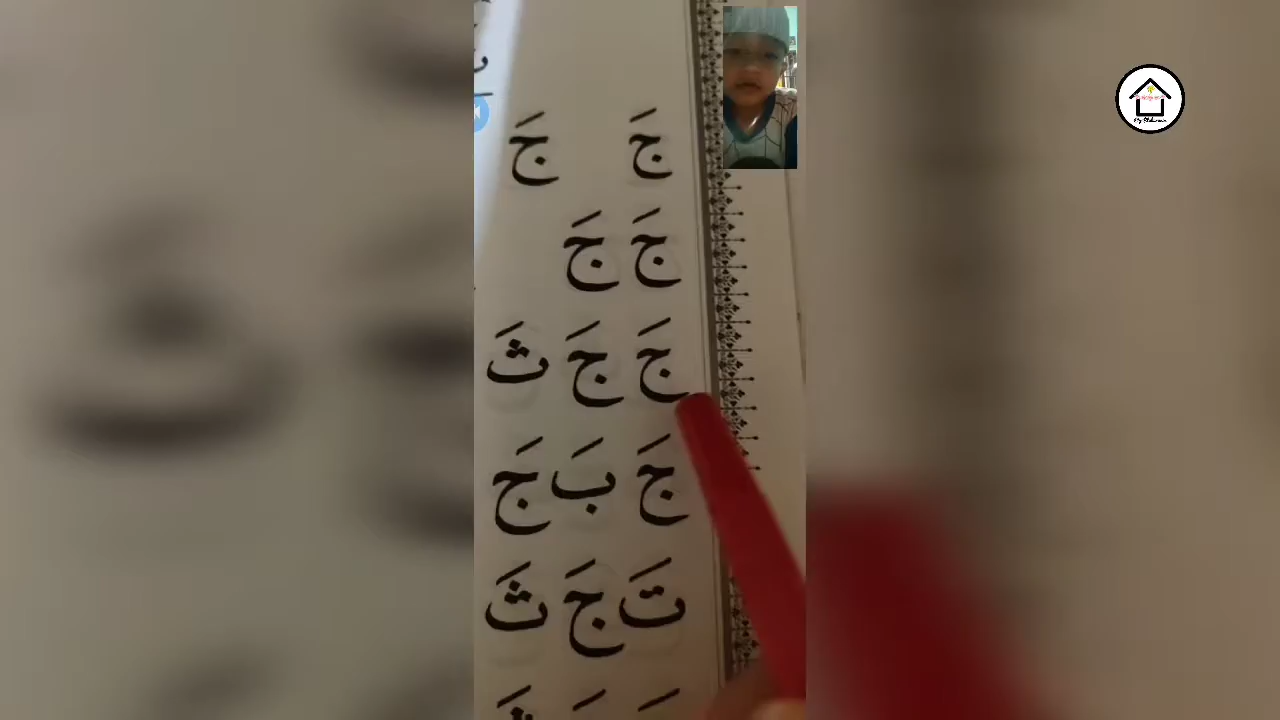 جَ جَ
جَ جَ
جَ جَ ثَ
جَ بَ جَ
تَ جَ ثَ